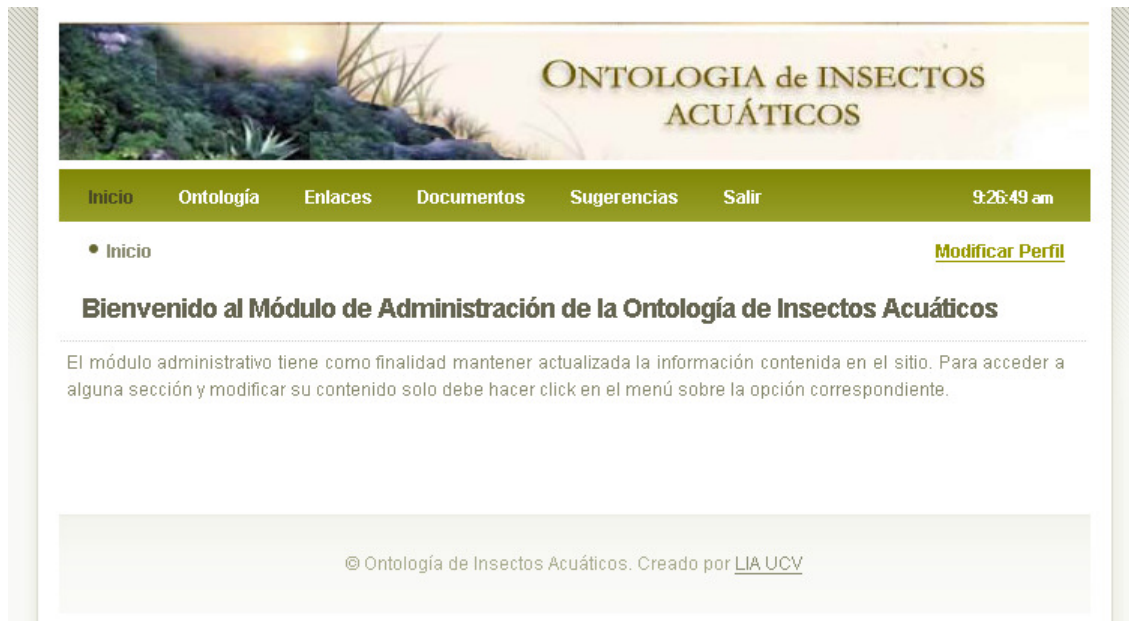 ONTOLOGIA de INSECTOS
ACUÁTICOS
Inicio Ontología Enlaces Documentos Sugerencias Salir 9:26:49 am
• Inicio Modificar Perfil
Bienvenido al Módulo de Administración de la Ontología de Insectos Acuáticos
El módulo administrativo tiene como finalidad mantener actualizada la información contenida en el sitio. Para acceder a
alguna sección y modificar su contenido solo debe hacer click en el menú sobre la opción correspondiente.
© Ontología de Insectos Acuáticos. Creado por LIA UCV